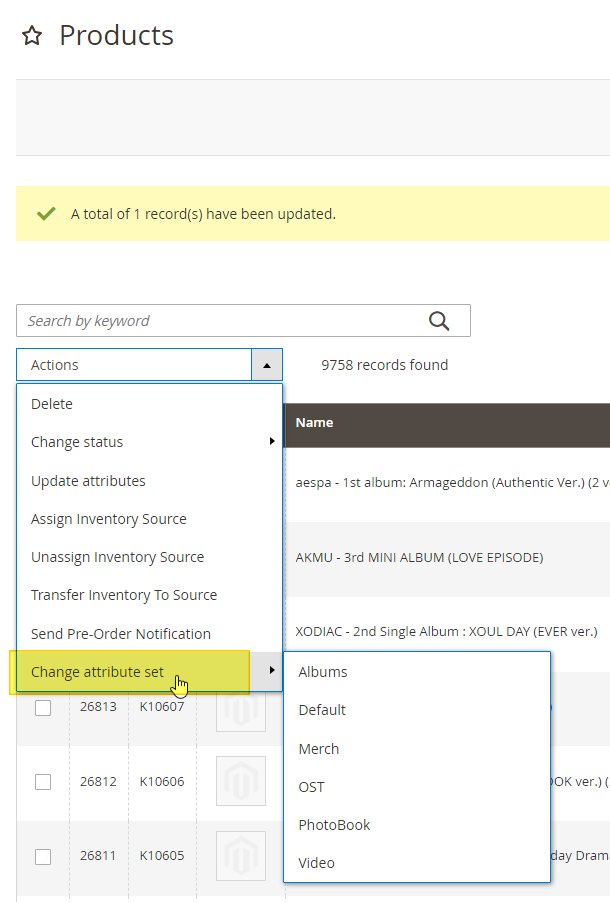 Products
A total of 1 record(s) have been updated.
Search by keyword
Actions
9758 records found
Delete
Name
Change status
Update attributes
aespa - 1st album: Armageddon (Authentic Ver.) (2 v
Assign Inventory Source
Unassign Inventory Source
AKMU - 3rd MINI ALBUM (LOVE EPISODE)
Transfer Inventory To Source
Send Pre-Order Notification
XODIAC - 2nd Single Album : XOUL DAY (EVER ver.)
Change attribute set
Albums
26813 K10607
Default
Merch
26812 K10606
OOK ver.) (
OST
PhotoBook
26811 K10605
day Dram
Video